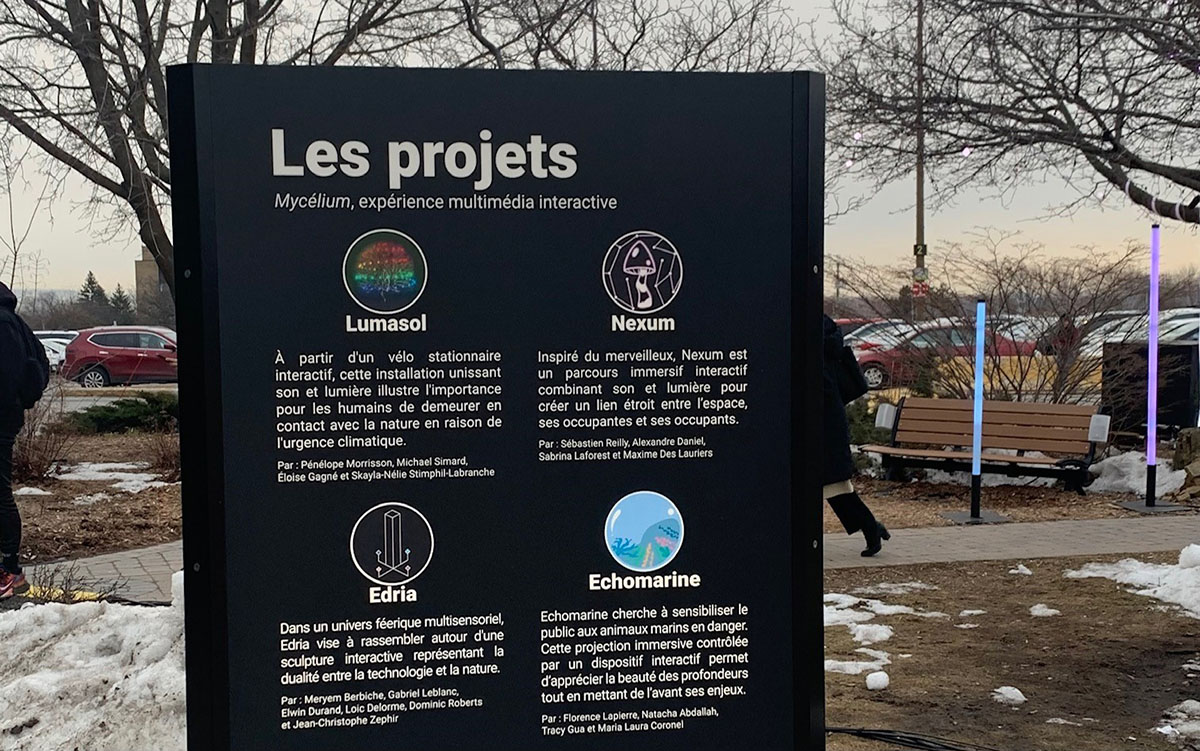 Les projets
Mycélium, expérience multimédia interactive
Lumasol
À partir d'un vélo stationnaire
interactif, cette installation unissant
son et lumière illustre l'importance
pour les humains de demeurer en
contact avec la nature en raison de
l'urgence climatique.
Par : Pénélope Morrisson, Michael Simard,
Éloise Gagné et Skayla-Nélie Stimphil-Labranche
Nexum
Inspiré du merveilleux, Nexum est
un parcours immersif interactif
combinant son et lumière pour
créer un lien étroit entre l'espace,
ses occupantes et ses occupants.
Par : Sébastien Reilly, Alexandre Daniel,
Sabrina Laforest et Maxime Des Lauriers
Edria
Dans un univers féerique multisensoriel,
Edria vise à rassembler autour d'une
sculpture interactive représentant la
dualité entre la technologie et la nature.
Par : Meryem Berbiche, Gabriel Leblanc,
Elwin Durand, Loic Delorme, Dominic Roberts
et Jean-Christophe Zephir
Echomarine
Echomarine cherche à sensibiliser le
public aux animaux marins en danger.
Cette projection immersive contrôlée
par un dispositif interactif permet
d'apprécier la beauté des profondeurs
tout en mettant de l'avant ses enjeux.
Par : Florence Lapierre, Natacha Abdallah,
Tracy Gua et Maria Laura Coronel
2